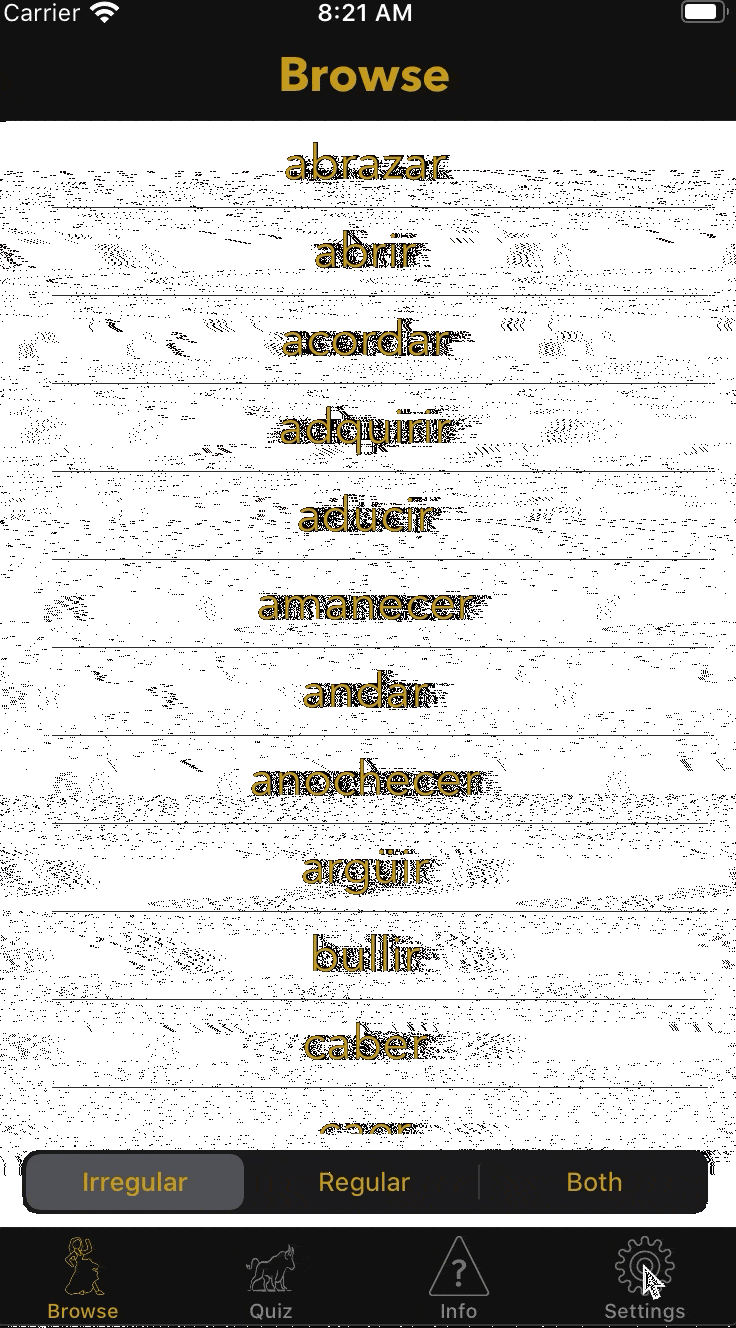 Carrier 8:21 AM
Browse
abrazar
abrir
acordar
adquirir
aducir
amanecer
andar
anochecer
argüir
bullir
caber
caer
Irregular Regular Both
?
Browse Quiz Info Settings